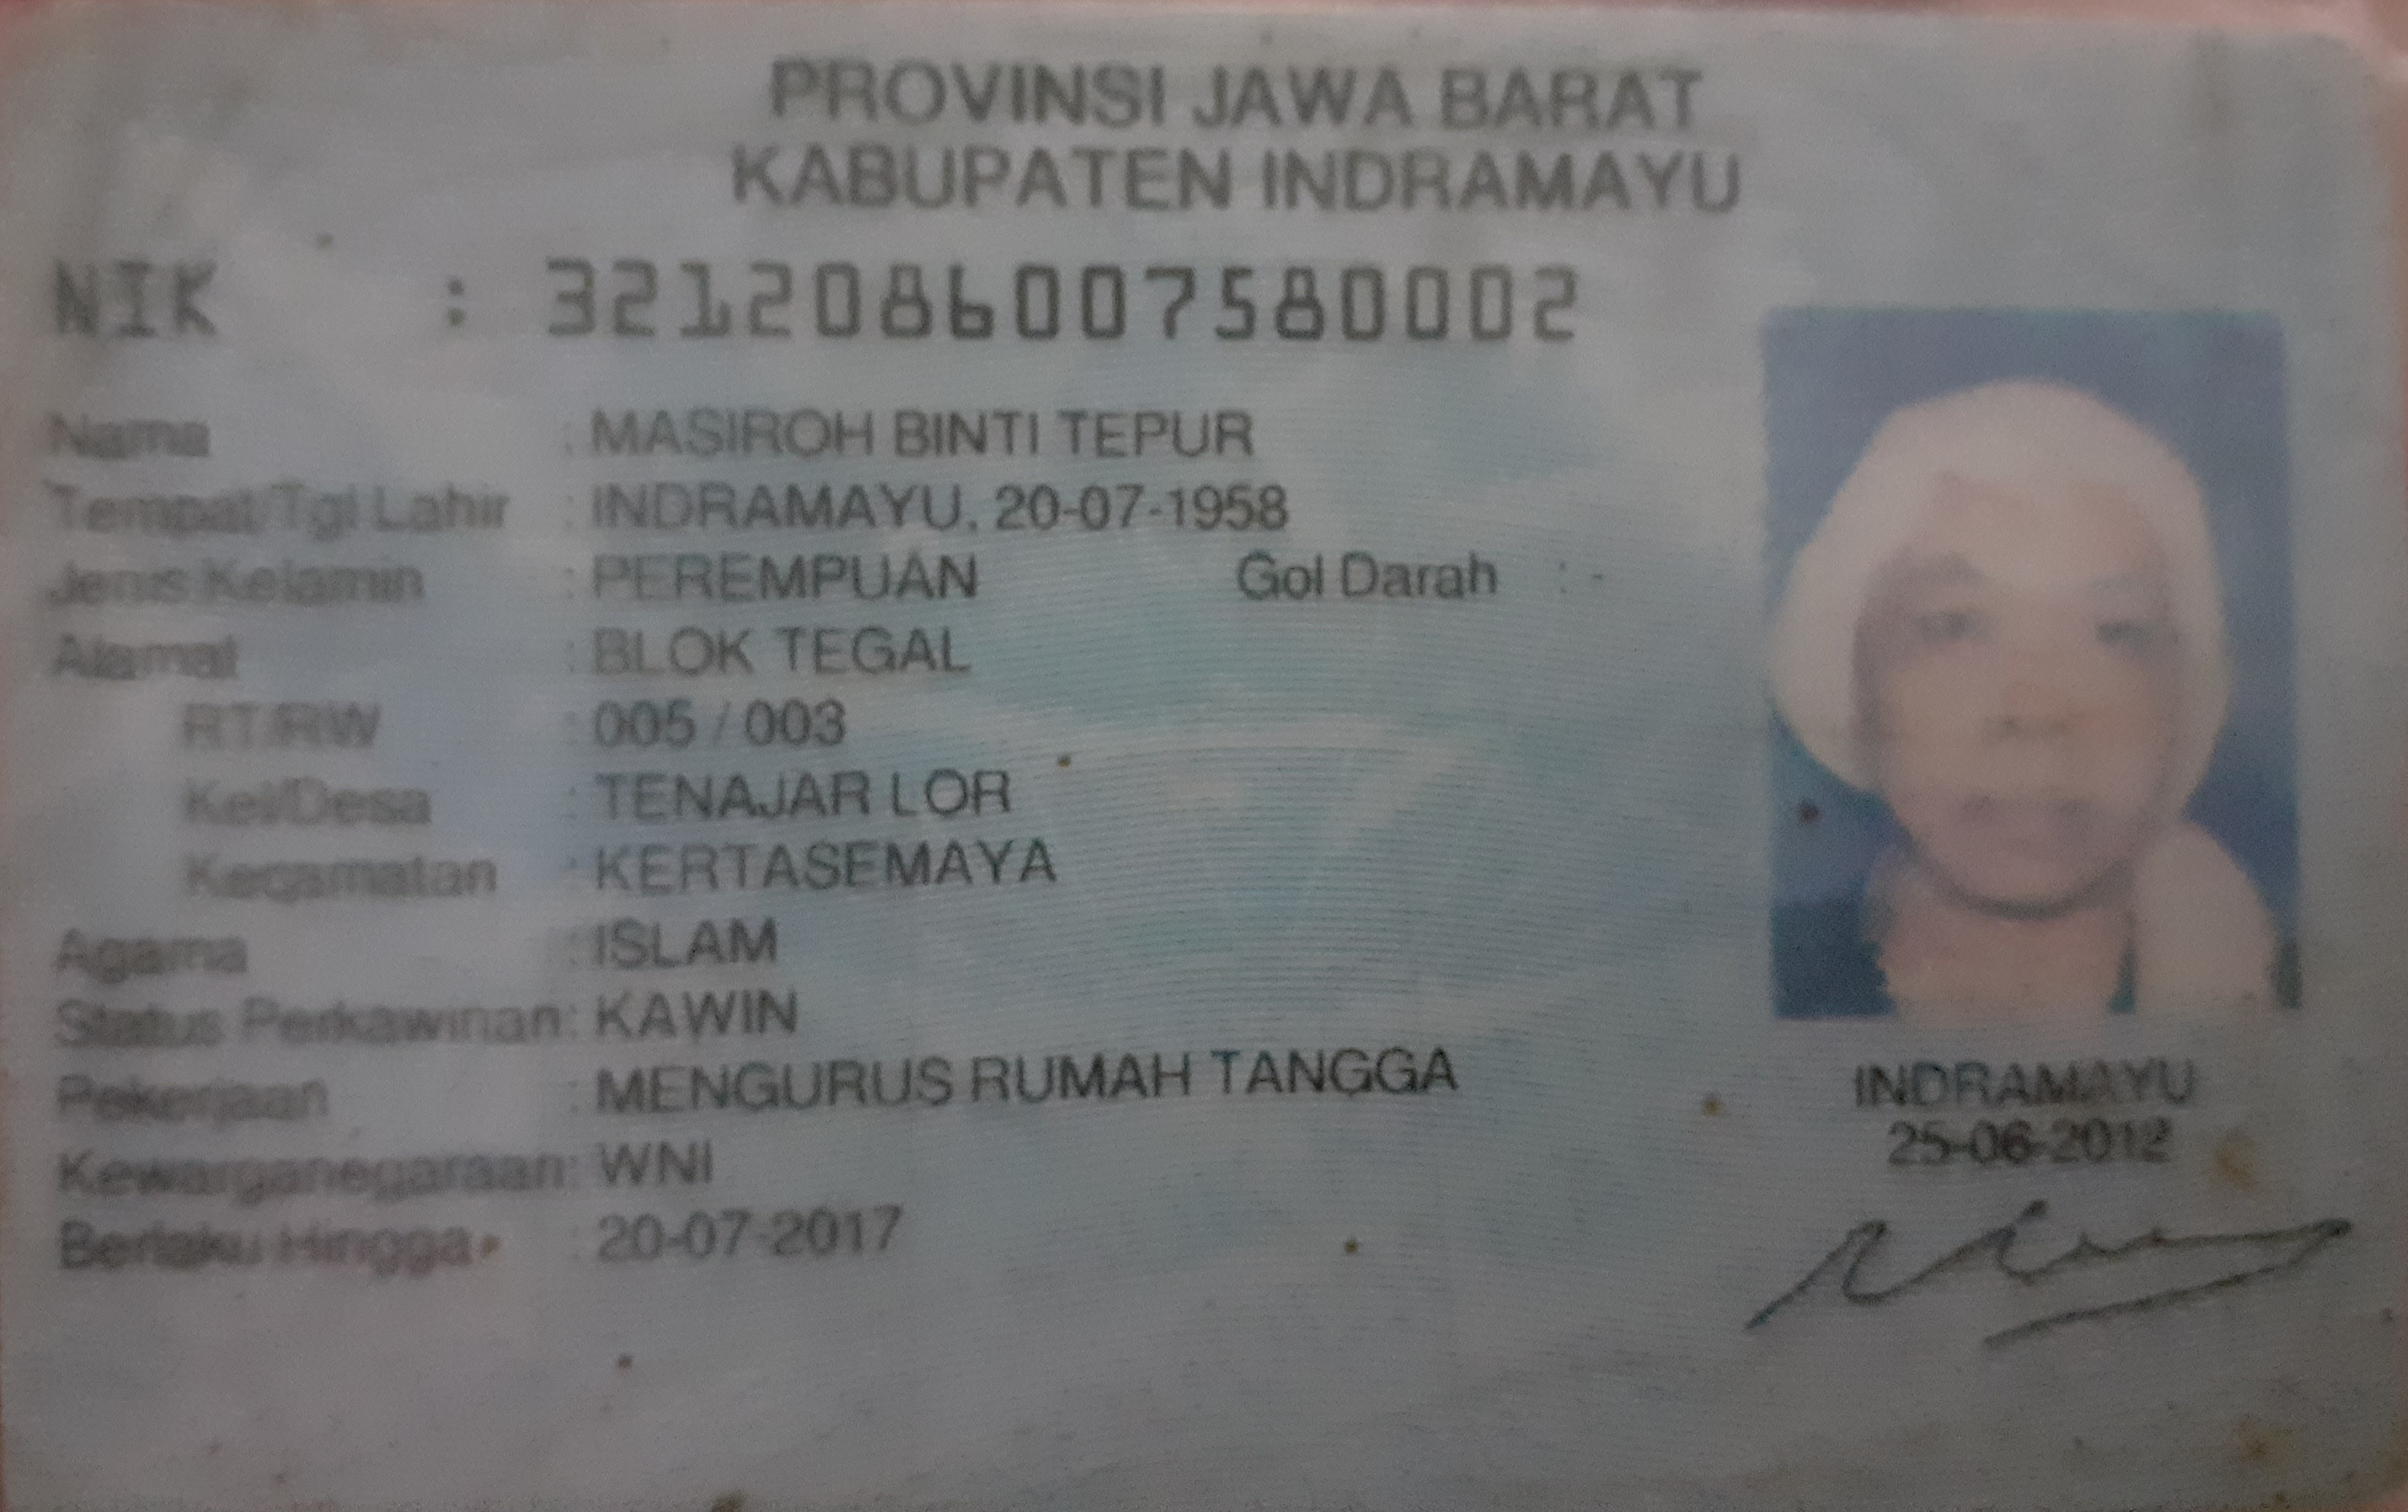 PROVINSI JAWA BARAT
KABUPATEN INDRAMAYU
NIK : 3212086007580002
Nama : MASIROH BINTI TEPUR
Tempat/Tgl Lahir : INDRAMAYU, 20-07-1958
Jenis Kelamin : PEREMPUAN Gol Darah : -
Alamat : BLOK TEGAL
RT/RW : 005 / 003
Kel/Desa : TENAJAR LOR
Kecamatan : KERTASEMAYA
Agama : ISLAM
Status Perkawinan: KAWIN
Pekerjaan : MENGURUS RUMAH TANGGA
Kewarganegaraan: WNI
Berlaku Hingga : 20-07-2017
INDRAMAYU
25-06-2012